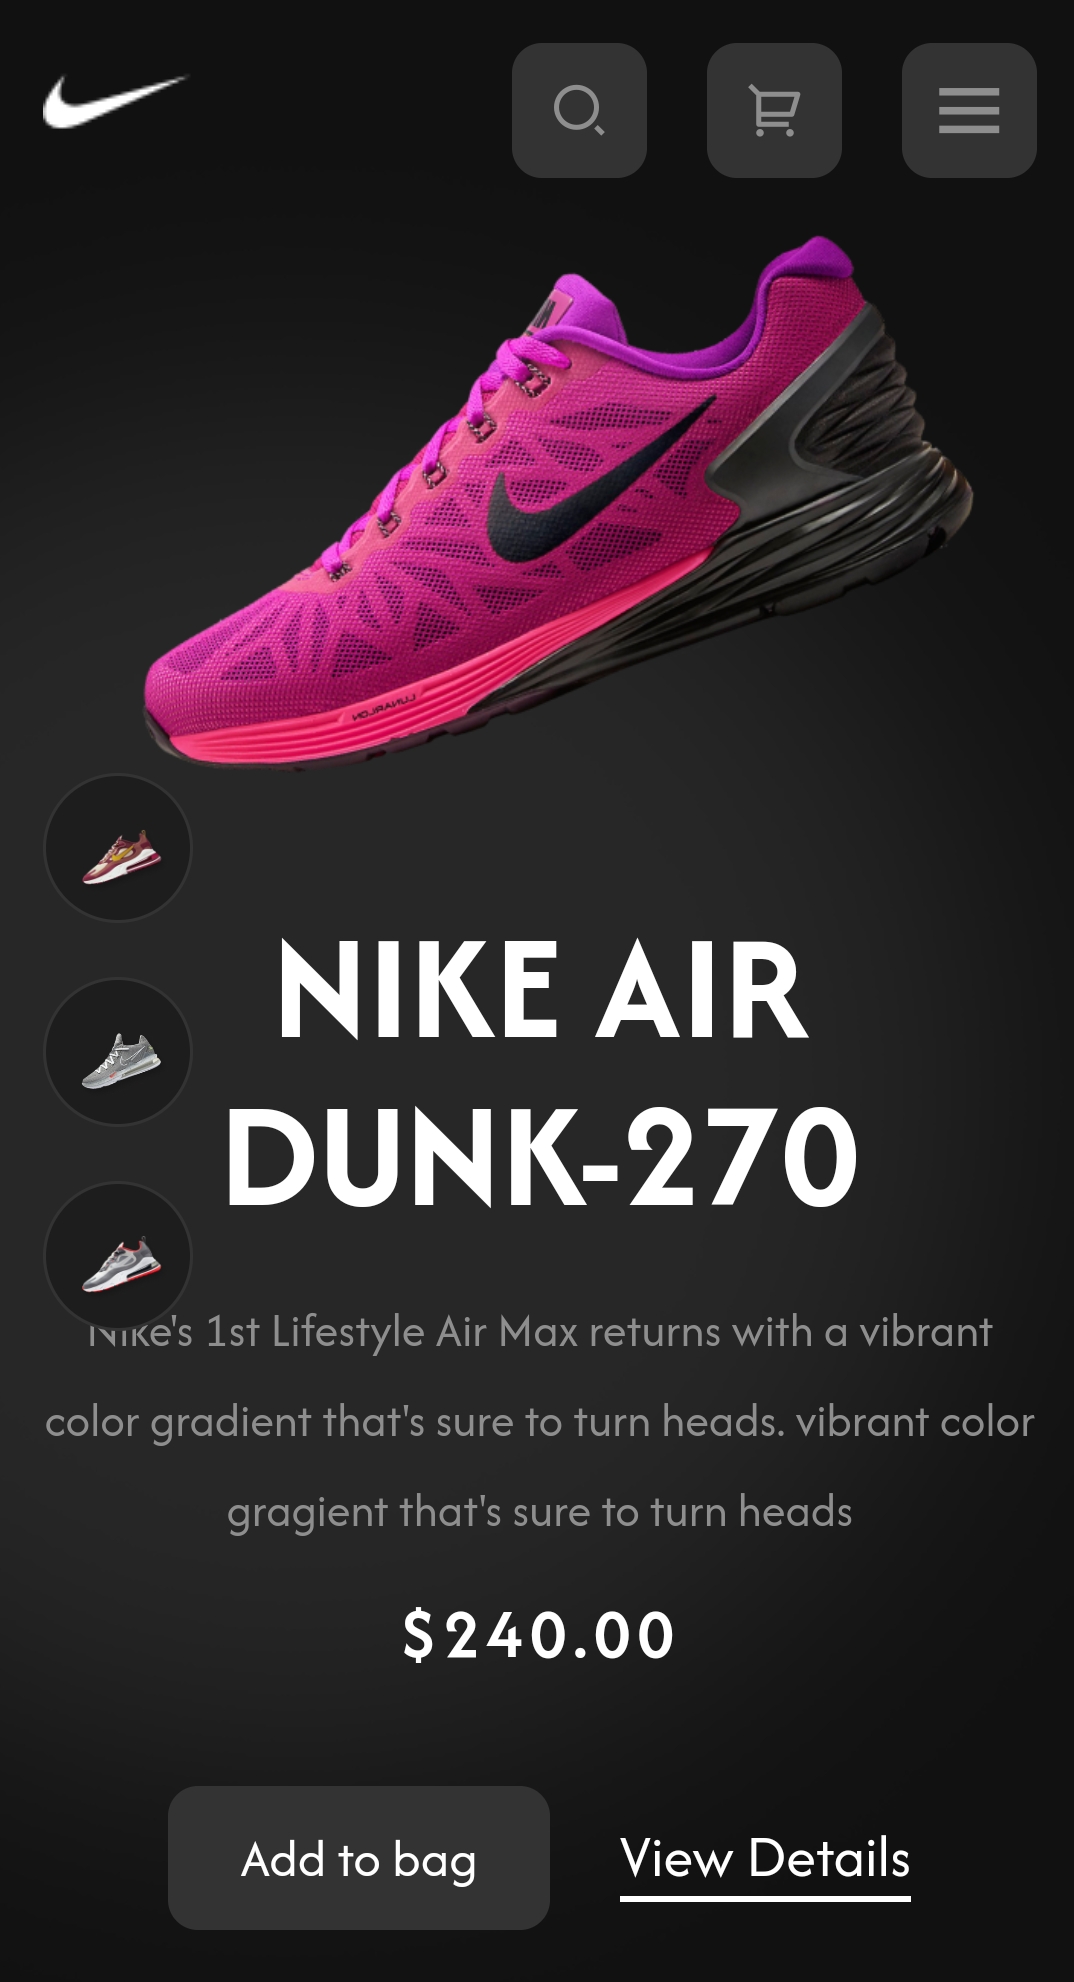 LUNARLON
NIKE AIR
DUNK-270
Nike's 1st Lifestyle Air Max returns with a vibrant
color gradient that's sure to turn heads. vibrant color
gragient that's sure to turn heads
$240.00
Add to bag
View Details